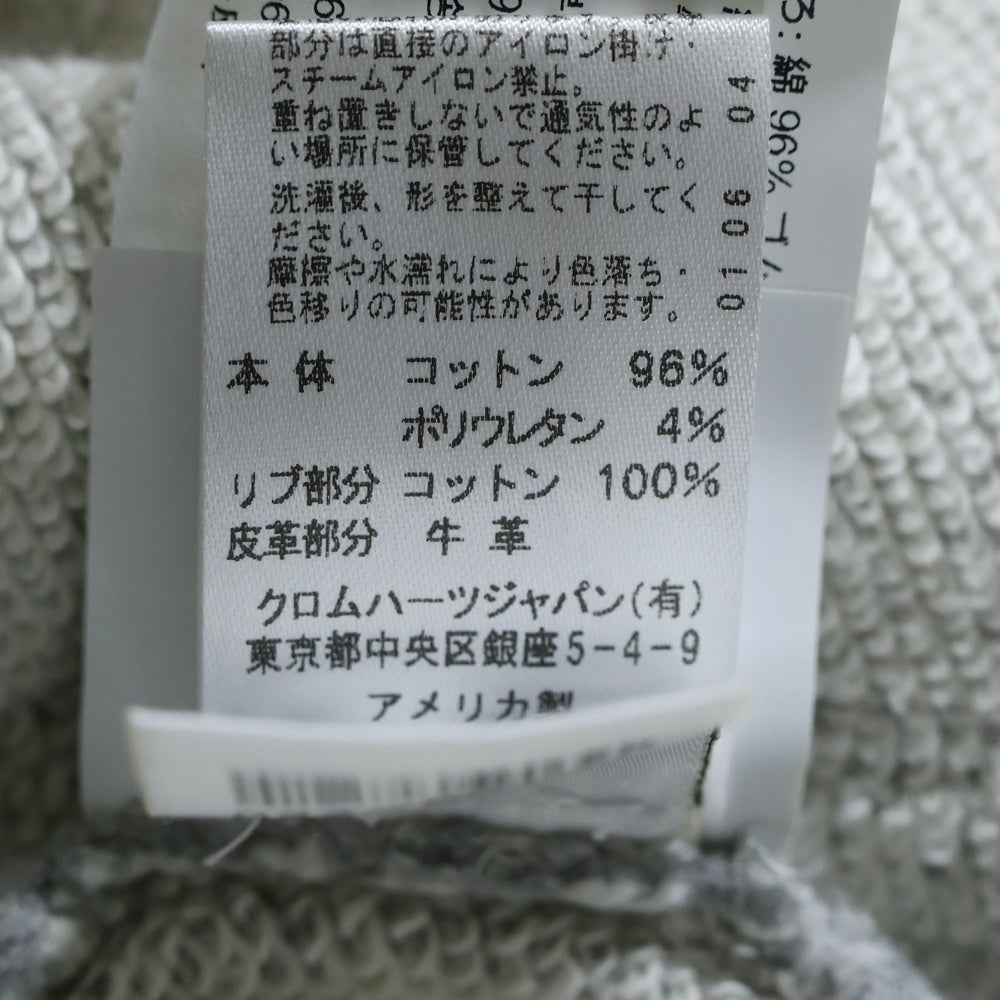 部分は直接のアイロン掛け・
スチームアイロン禁止。
重ね置きしないで通気性のよ
い場所に保管してください。
洗濯後、形を整えて干してく
ださい。
摩擦や水濡れにより色落ち・
色移りの可能性があります。
01 06 04
本体 コットン 96%
ポリウレタン 4%
リブ部分 コットン 100%
皮革部分 牛革
クロムハーツジャパン(有)
東京都中央区銀座5-4-9
アメリカ製
綿 96%